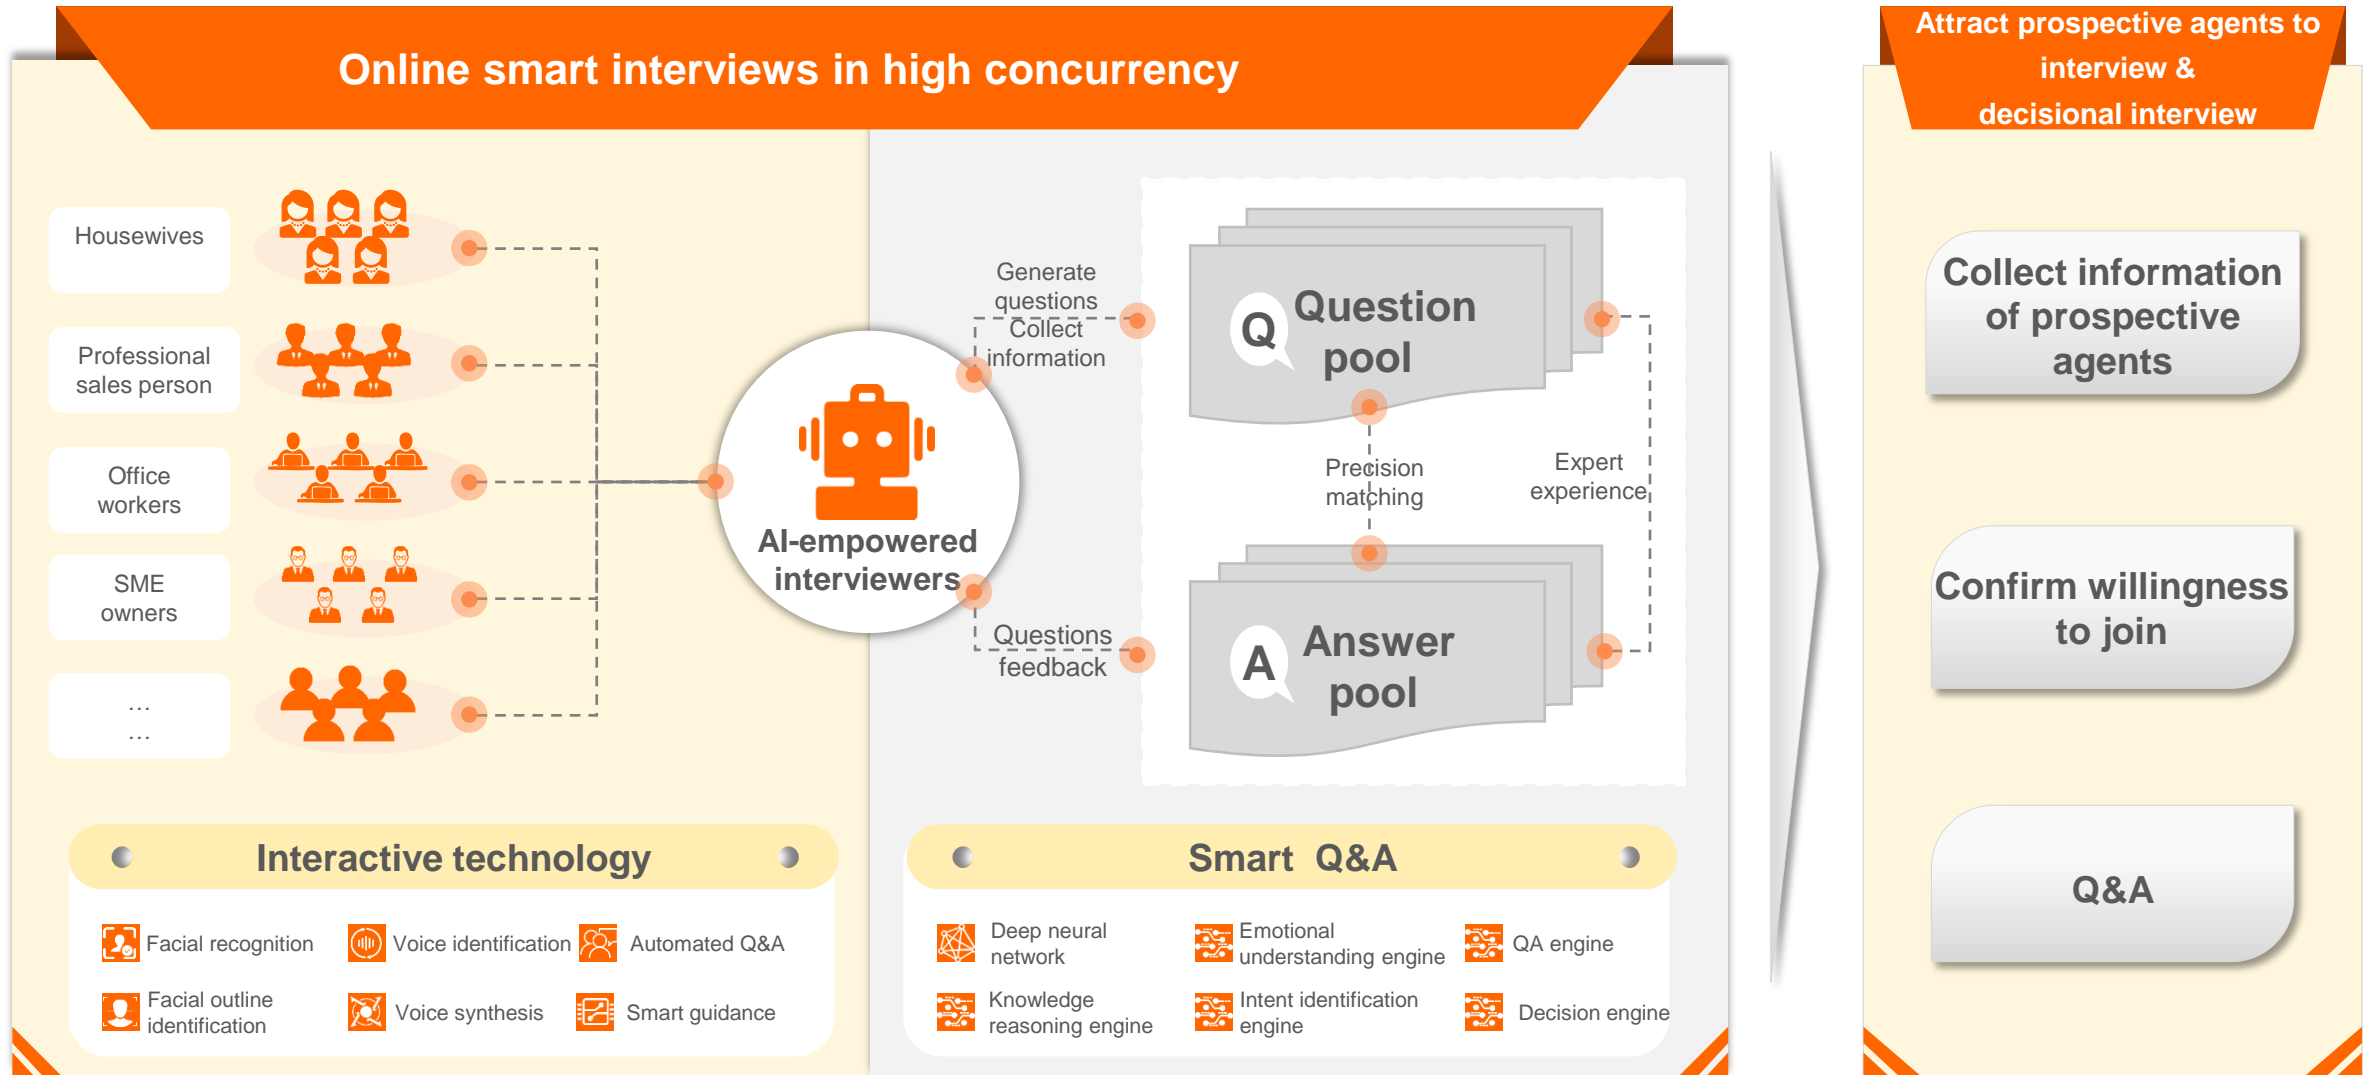 Online smart interviews in high concurrency
Housewives
Professional
sales person
Office
workers
SME
owners
…
…
AI-empowered
interviewers
Generate
questions
Collect
information
Questions
feedback
Q
Question
pool
Precision
matching
Expert
experience
A
Answer
pool
Interactive technology
Facial recognition
Voice identification
Automated Q&A
Facial outline
identification
Voice synthesis
Smart guidance
Smart Q&A
Deep neural
network
Emotional
understanding engine
QA engine
Knowledge
reasoning engine
Intent identification
engine
Decision engine
Attract prospective agents to
interview &
decisional interview
Collect information
of prospective
agents
Confirm willingness
to join
Q&A